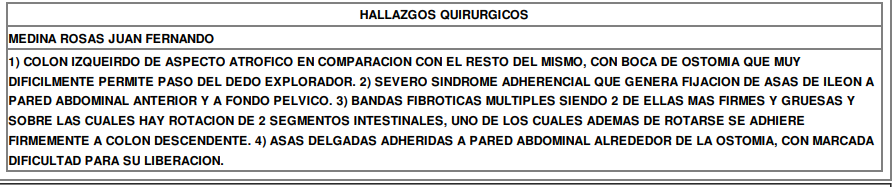 HALLAZGOS QUIRURGICOS
MEDINA ROSAS JUAN FERNANDO
1) COLON IZQUEIRDO DE ASPECTO ATROFICO EN COMPARACION CON EL RESTO DEL MISMO, CON BOCA DE OSTOMIA QUE MUY
DIFICILMENTE PERMITE PASO DEL DEDO EXPLORADOR. 2) SEVERO SINDROME ADHERENCIAL QUE GENERA FIJACION DE ASAS DE ILEON A
PARED ABDOMINAL ANTERIOR Y A FONDO PELVICO. 3) BANDAS FIBROTICAS MULTIPLES SIENDO 2 DE ELLAS MAS FIRMES Y GRUESAS Y
SOBRE LAS CUALES HAY ROTACION DE 2 SEGMENTOS INTESTINALES, UNO DE LOS CUALES ADEMAS DE ROTARSE SE ADHIERE
FIRMEMENTE A COLON DESCENDENTE. 4) ASAS DELGADAS ADHERIDAS A PARED ABDOMINAL ALREDEDOR DE LA OSTOMIA, CON MARCADA
DIFICULTAD PARA SU LIBERACION.